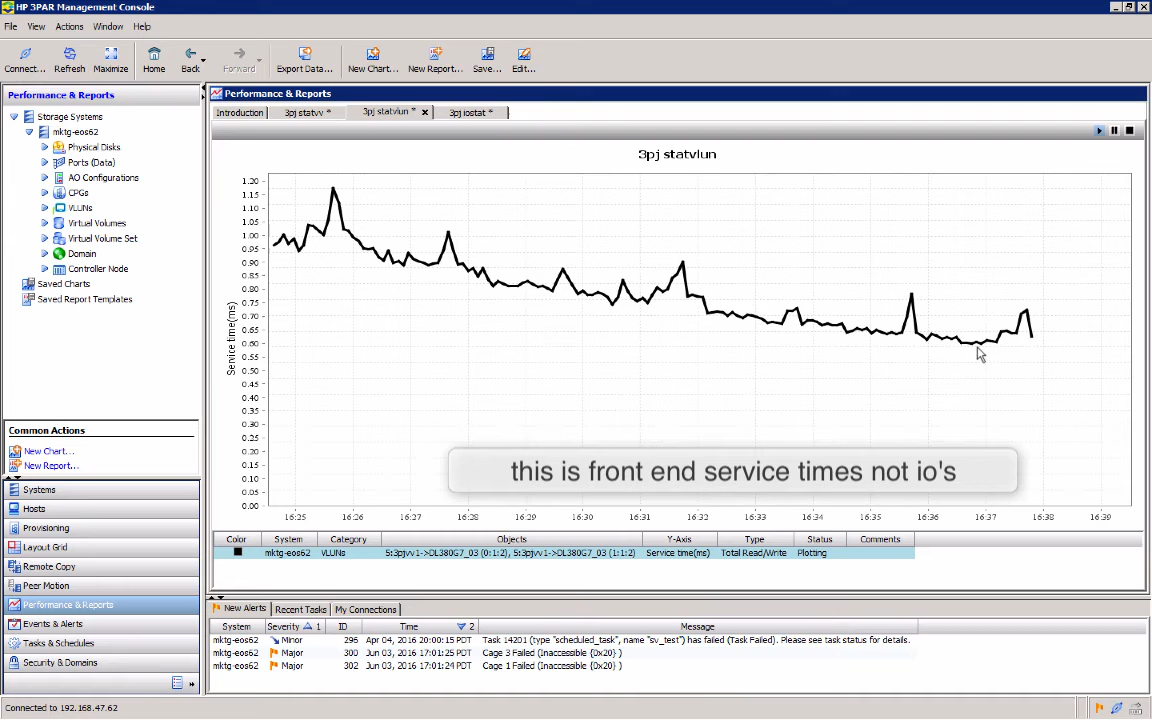 HP 3PAR Management Console
File View Actions Window Help
Connect... Refresh Maximize Home Back Forward Export Data... New Chart... New Report... Save... Edit...
Performance & Reports
Storage Systems
mktg-eos62
Physical Disks
Ports (Data)
AO Configurations
CPGs
VLUNs
Virtual Volumes
Virtual Volume Set
Domain
Controller Node
Saved Charts
Saved Report Templates
Common Actions
New Chart...
New Report...
Systems
Hosts
Provisioning
Layout Grid
Remote Copy
Peer Motion
Performance & Reports
Events & Alerts
Tasks & Schedules
Security & Domains
Performance & Reports
Introduction 3pj statvv * 3pj statvlun * 3pj iostat *
3pj statvlun
Service time(ms)
1.20
1.15
1.10
1.05
1.00
0.95
0.90
0.85
0.80
0.75
0.70
0.65
0.60
0.55
0.50
0.45
0.40
0.35
0.30
0.25
0.20
0.15
0.10
0.05
0.00
this is front end service times not io's
16:25 16:26 16:27 16:28 16:29 16:30 16:31 16:32 16:33 16:34 16:35 16:36 16:37 16:38 16:39
Color System Category Objects Y-Axis Type Status Comments
mktg-eos62 VLUNs 5:3pjvv1->DL380G7_03 (0:1:2), 5:3pjvv1->DL380G7_03 (1:1:2) Service time(ms) Total Read/Write Plotting
New Alerts Recent Tasks My Connections
System Severity 1 ID Time 2 Message
mktg-eos62 Minor 296 Apr 04, 2016 20:00:15 PDT Task 14201 (type "scheduled_task", name "sv_test") has failed (Task Failed). Please see task status for details.
mktg-eos62 Major 300 Jun 03, 2016 17:01:25 PDT Cage 3 Failed (Inaccessible {0x20} )
mktg-eos62 Major 302 Jun 03, 2016 17:01:24 PDT Cage 1 Failed (Inaccessible {0x20} )
Connected to 192.168.47.62